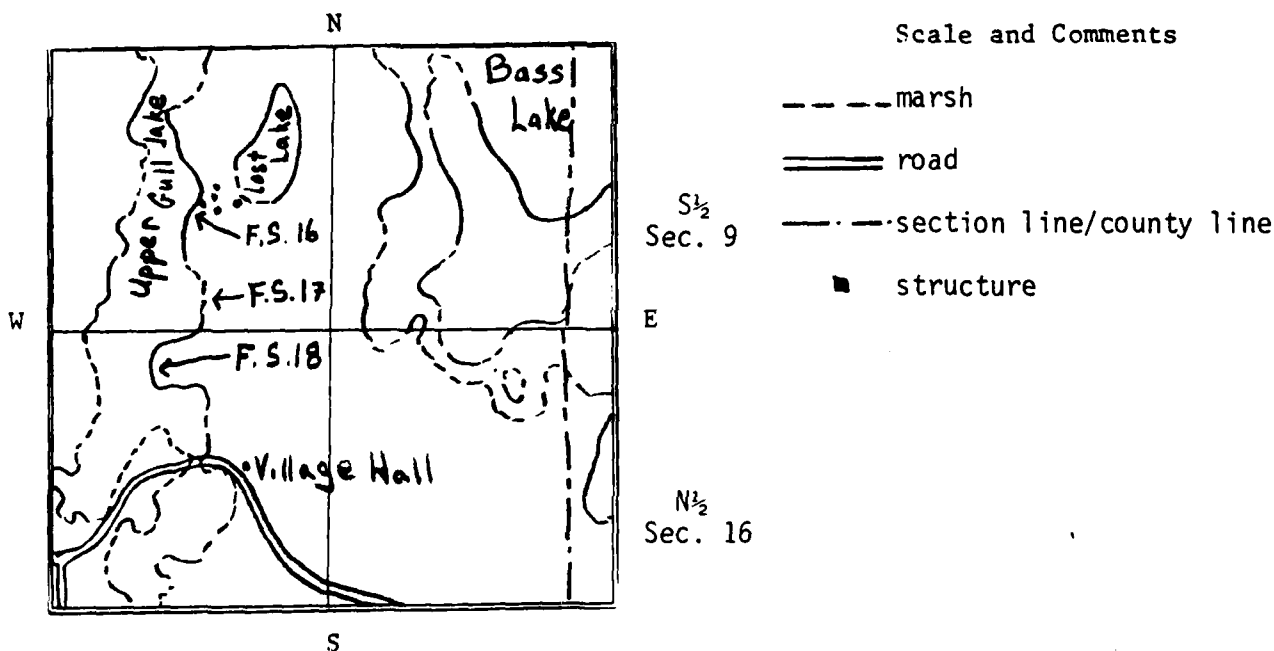 N
Scale and Comments
marsh
road
section line/county line
structure
Bass
Lake
Upper Gull Lake
Lost
Lake
F.S.16
F.S.17
F.S.18
S½
Sec. 9
W
E
Village Hall
N½
Sec. 16
S